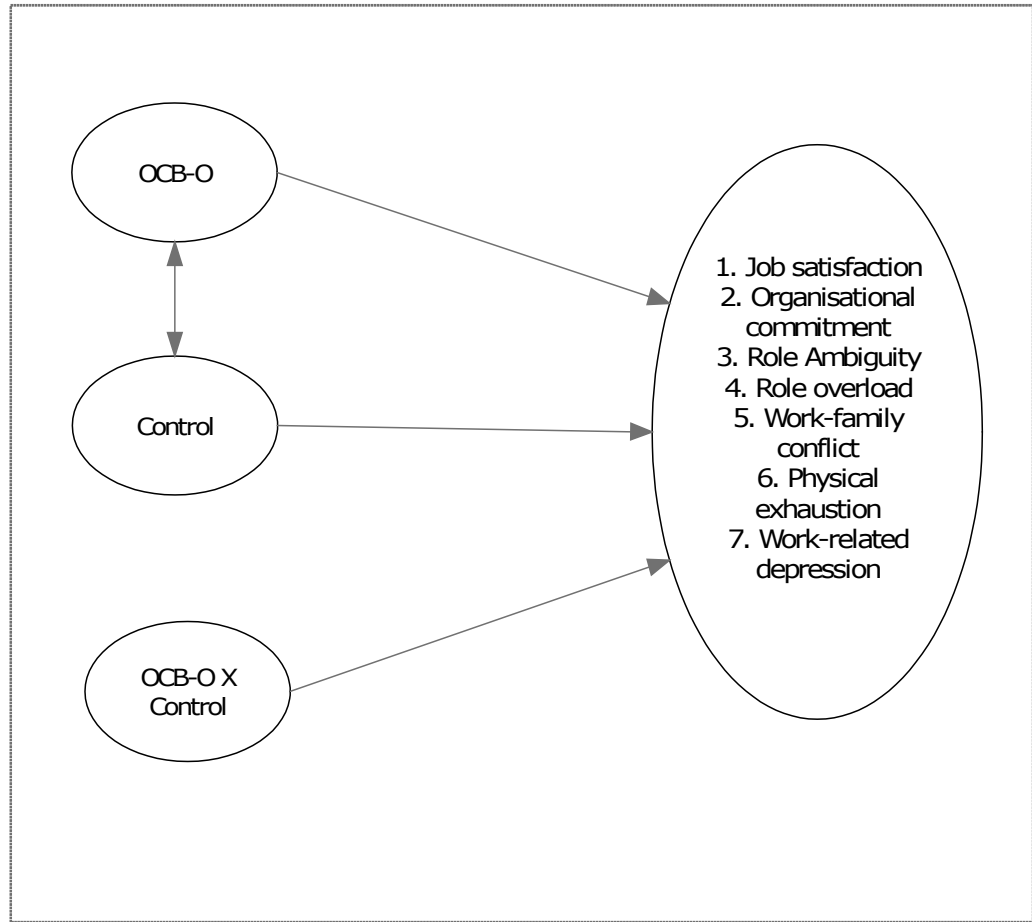 OCB-O
Control
OCB-O X
Control
1. Job satisfaction
2. Organisational
commitment
3. Role Ambiguity
4. Role overload
5. Work-family
conflict
6. Physical
exhaustion
7. Work-related
depression